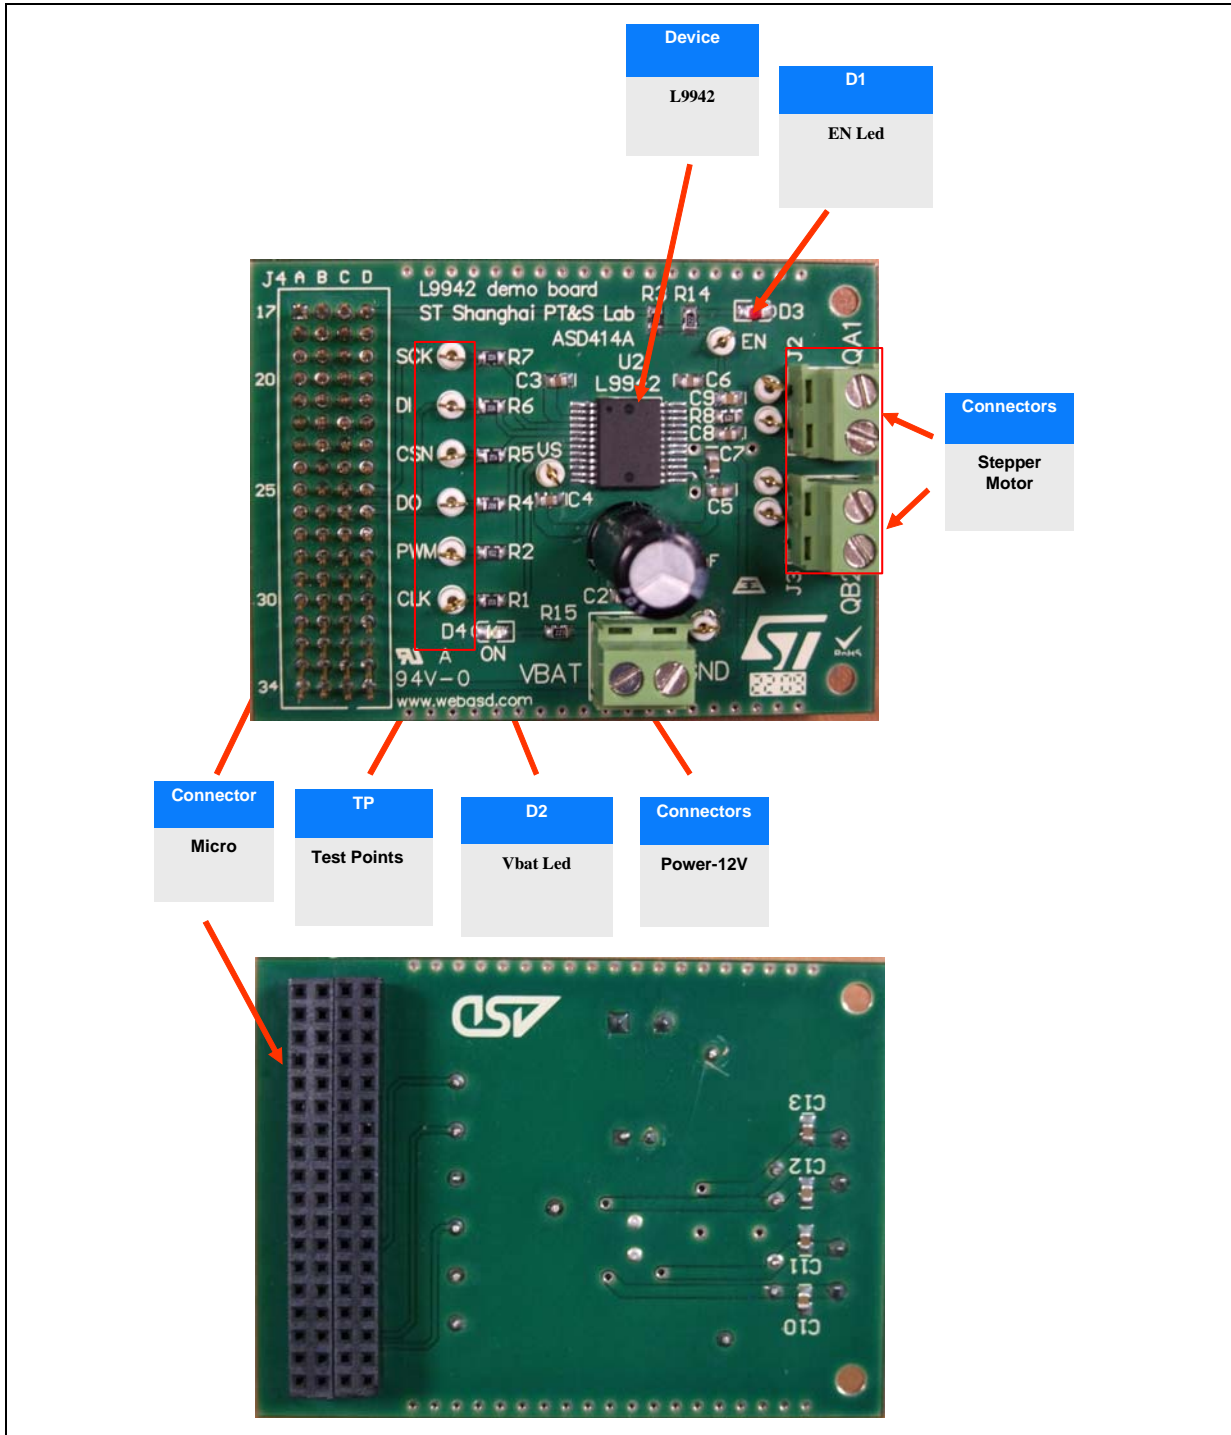 Device
L9942
D1
EN Led
J4 A B C D
17
20
25
30
34
L9942 demo board
ST Shanghai PT&S Lab
ASD414A
R3 R14
D3
EN
U2
L9942
SCK
R7
DI
R6
CSN
R5
DO
R4
PWM
R2
CLK
R1
C3
C6
C9
R8
C8
C7
C5
VS
C4
J2
QA1
J3
QB2
C2
F
R15
D4
A
ON
94V-0
www.webasd.com
VBAT
GND
ST
RoHS
Connectors
Stepper
Motor
Connector
Micro
TP
Test Points
D2
Vbat Led
Connectors
Power-12V
ASD
C13
C12
C11
C10